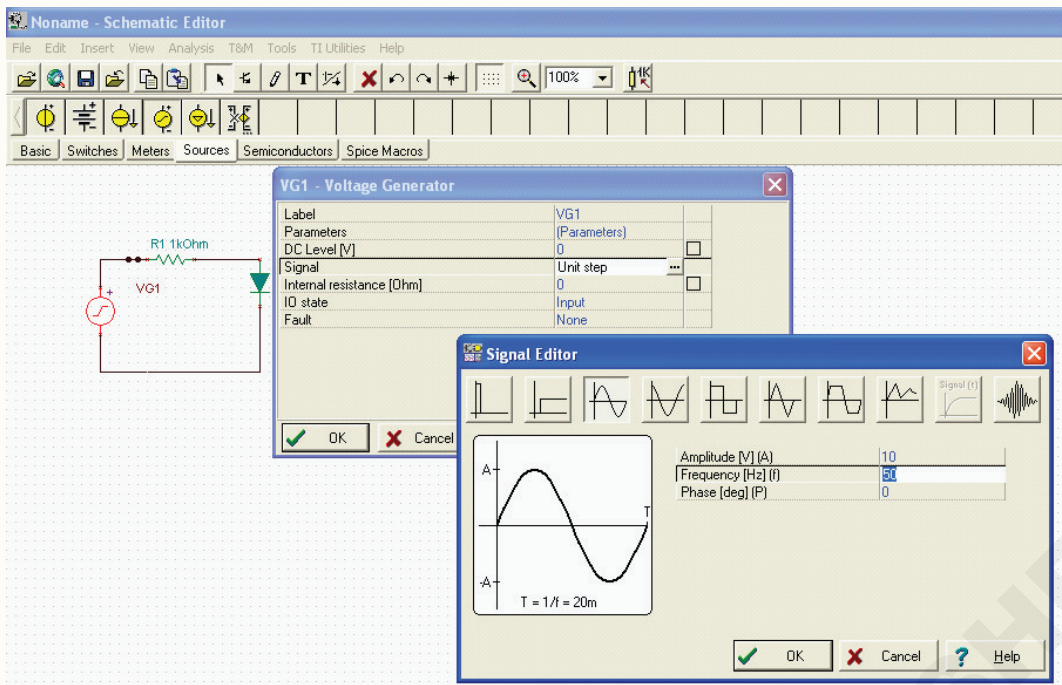 Noname - Schematic Editor
File Edit Insert View Analysis T&M Tools TI Utilities Help
T 100% 1K
Basic Switches Meters Sources Semiconductors Spice Macros
VG1 - Voltage Generator
Label VG1
Parameters (Parameters)
DC Level [V] 0
Signal Unit step ...
Internal resistance [Ohm] 0
IO state Input
Fault None
OK Cancel
R1 1kOhm
VG1
+
Signal Editor
Signal (t)
Amplitude [V] (A) 10
Frequency [Hz] (f) 50
Phase [deg] (P) 0
A
T
-A
T = 1/f = 20m
OK Cancel ? Help